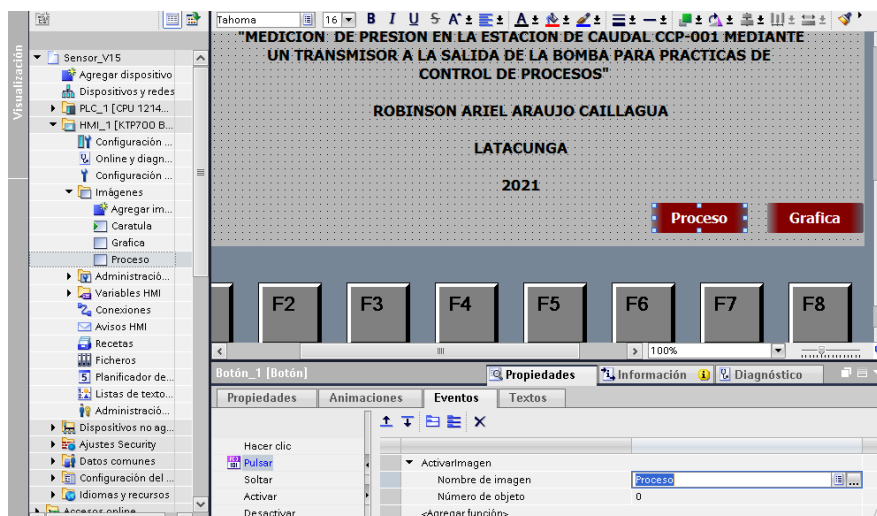 Tahoma 16 B I U S A
Visualización
Sensor_V15
Agregar dispositivo
Dispositivos y redes
PLC_1 [CPU 1214...
HMI_1 [KTP700 B...
Configuración ...
Online y diagn...
Configuración ...
Imágenes
Agregar im...
Caratula
Grafica
Proceso
Administració...
Variables HMI
Conexiones
Avisos HMI
Recetas
Ficheros
Planificador de...
Listas de texto...
Administració...
Dispositivos no ag...
Ajustes Security
Datos comunes
Configuración del ...
Idiomas y recursos
Accesos online
"MEDICION DE PRESION EN LA ESTACION DE CAUDAL CCP-001 MEDIANTE
UN TRANSMISOR A LA SALIDA DE LA BOMBA PARA PRACTICAS DE
CONTROL DE PROCESOS"
ROBINSON ARIEL ARAUJO CAILLAGUA
LATACUNGA
2021
Proceso Grafica
F2 F3 F4 F5 F6 F7 F8
100%
Botón_1 [Botón] Propiedades Información Diagnóstico
Propiedades Animaciones Eventos Textos
Hacer clic
Pulsar
Soltar
Activar
Desactivar
ActivarImagen
Nombre de imagen Proceso
Número de objeto 0
<Agregar función>